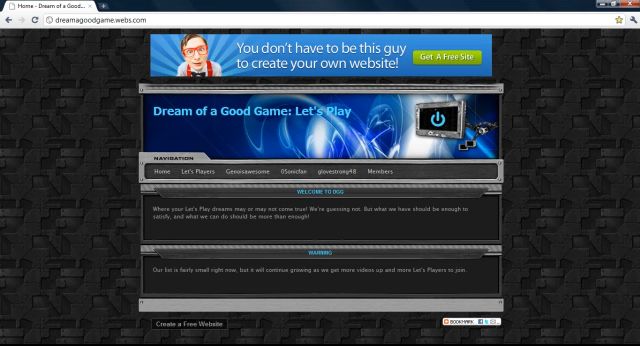 Home - Dream of a Good...
dreamagoodgame.webs.com
You don't have to be this guy
to create your own website!
Get A Free Site
Dream of a Good Game: Let's Play
NAVIGATION
Home Let's Players Genoisawesome 0Sonicfan glovestrong48 Members
WELCOME TO DGG
Where your Let's Play dreams may or may not come true! We're guessing not. But what we have should be enough to
satisfy, and what we can do should be more than enough!
WARNING
Our list is fairly small right now, but it will continue growing as we get more videos up and more Let's Players to join.
Create a Free Website
BOOKMARK